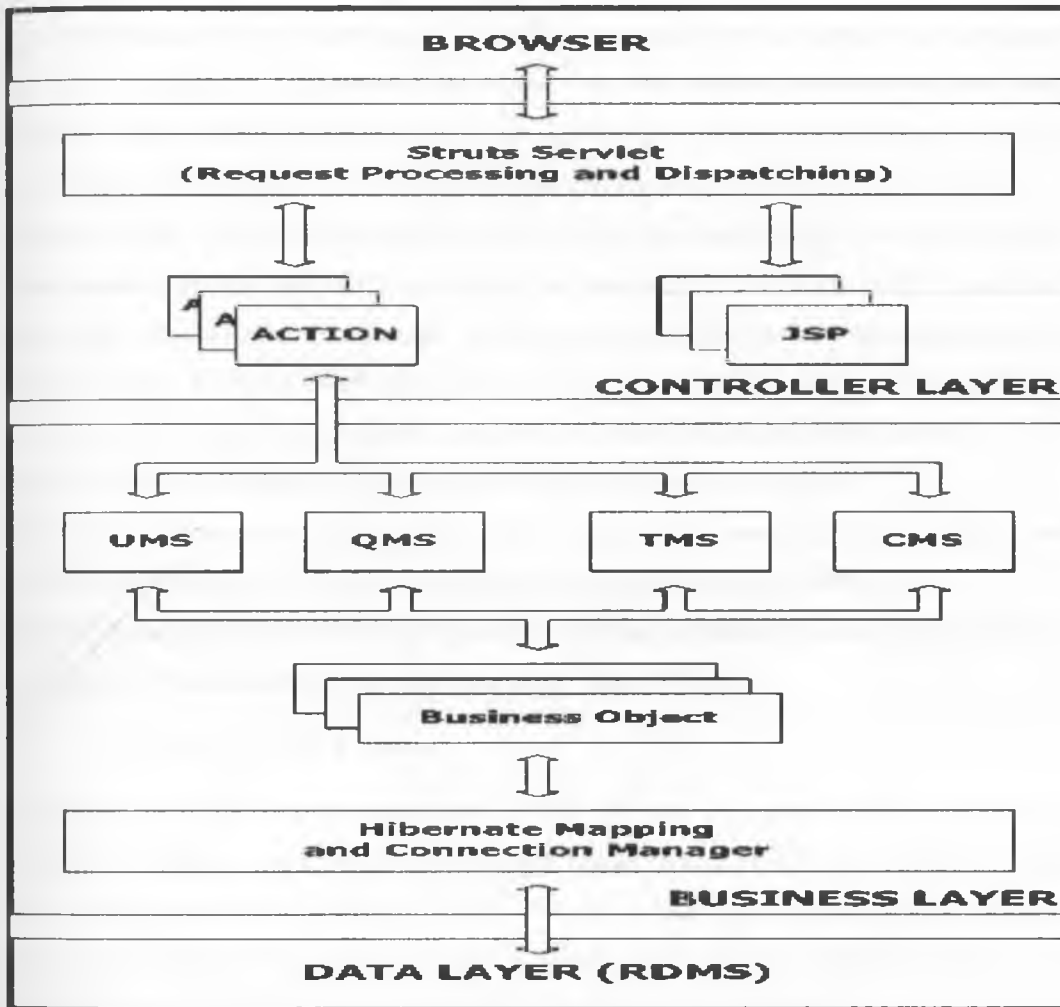 BROWSER
Struts Servlet
(Request Processing and Dispatching)
A
A
ACTION
JSP
CONTROLLER LAYER
UMS
QMS
TMS
CMS
Business Object
Hibernate Mapping
and Connection Manager
BUSINESS LAYER
DATA LAYER (RDMS)